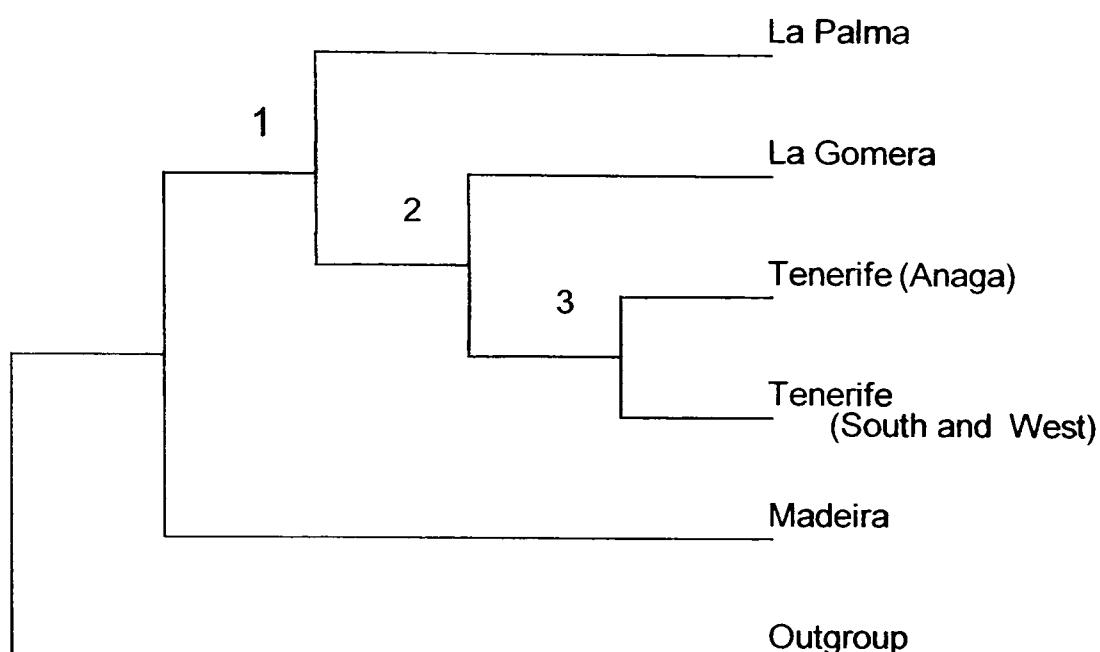 La Palma
1
La Gomera
2
Tenerife (Anaga)
3
Tenerife
(South and West)
Madeira
Outgroup